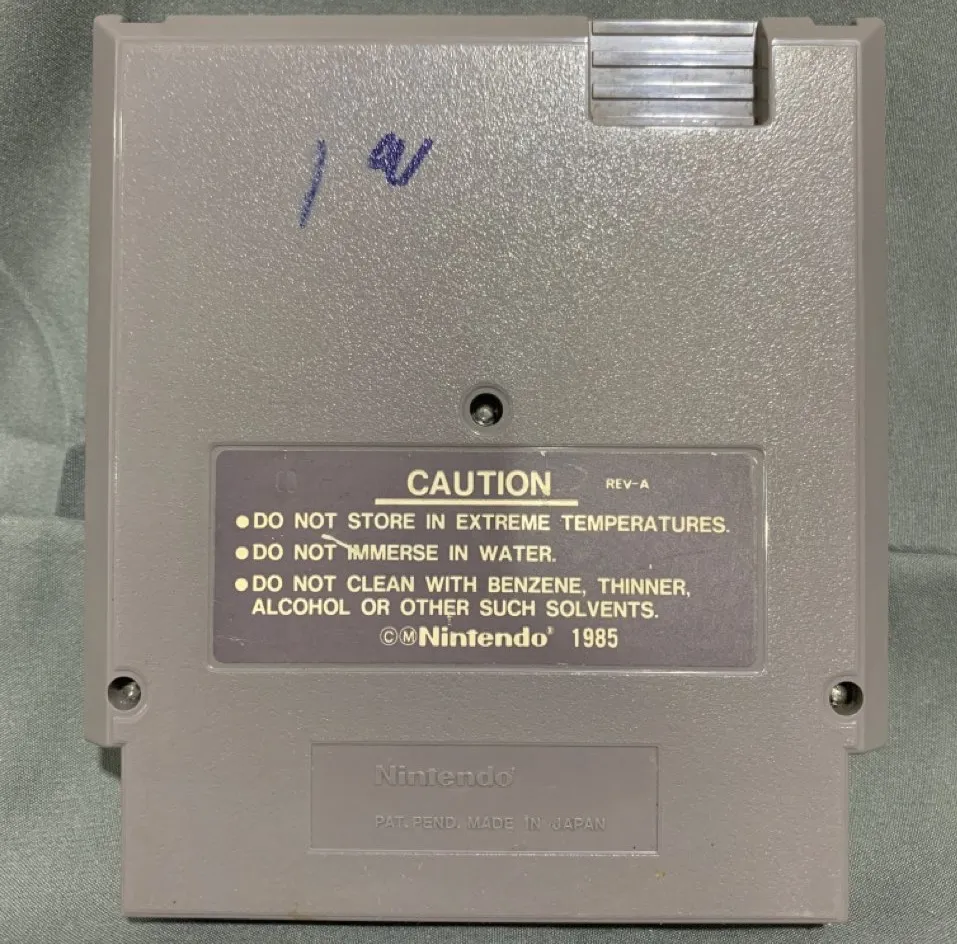 CAUTION REV-A
●DO NOT STORE IN EXTREME TEMPERATURES.
●DO NOT IMMERSE IN WATER.
●DO NOT CLEAN WITH BENZENE, THINNER,
ALCOHOL OR OTHER SUCH SOLVENTS.
©ⓂNintendo® 1985
Nintendo®
PAT. PEND. MADE IN JAPAN